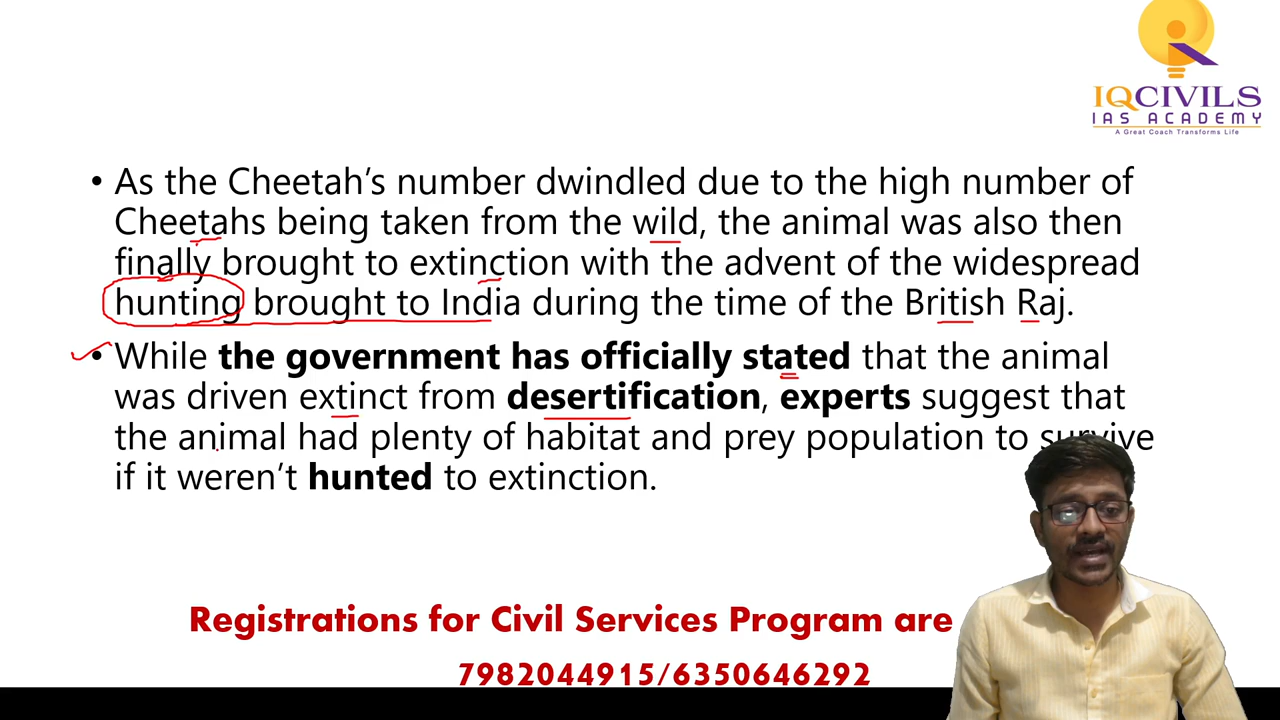 IQCIVILS
IAS ACADEMY
A Great Coach Transforms Life
• As the Cheetah’s number dwindled due to the high number of
Cheetahs being taken from the wild, the animal was also then
finally brought to extinction with the advent of the widespread
hunting brought to India during the time of the British Raj.
• While the government has officially stated that the animal
was driven extinct from desertification, experts suggest that
the animal had plenty of habitat and prey population to survive
if it weren’t hunted to extinction.
Registrations for Civil Services Program are
7982044915/6350646292